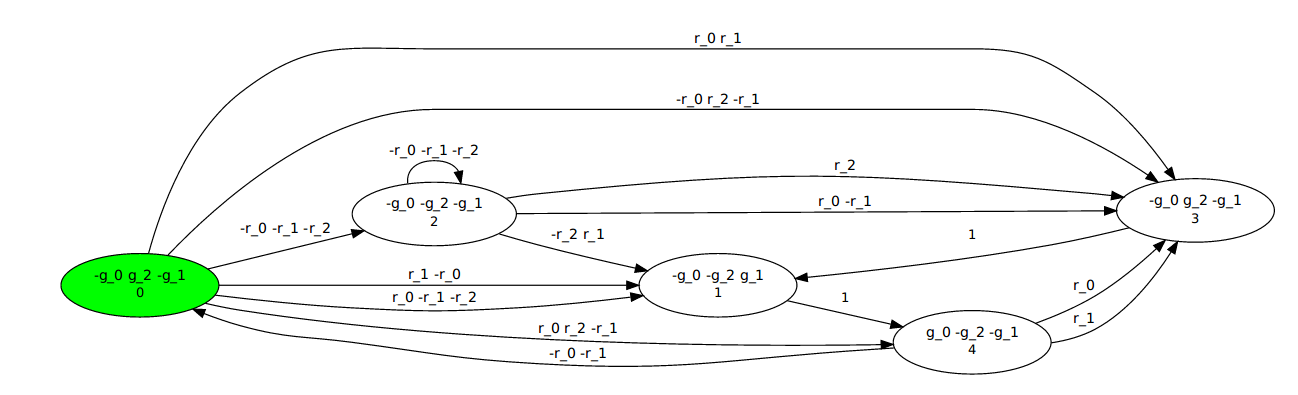 r_0 r_1
-r_0 r_2 -r_1
-r_0 -r_1 -r_2
r_2
-g_0 -g_2 -g_1
2
r_0 -r_1
-g_0 g_2 -g_1
3
-r_0 -r_1 -r_2
-r_2 r_1
1
-g_0 g_2 -g_1
0
r_1 -r_0
-g_0 -g_2 g_1
1
r_0 -r_1 -r_2
1
r_0
r_0 r_2 -r_1
r_1
g_0 -g_2 -g_1
4
-r_0 -r_1